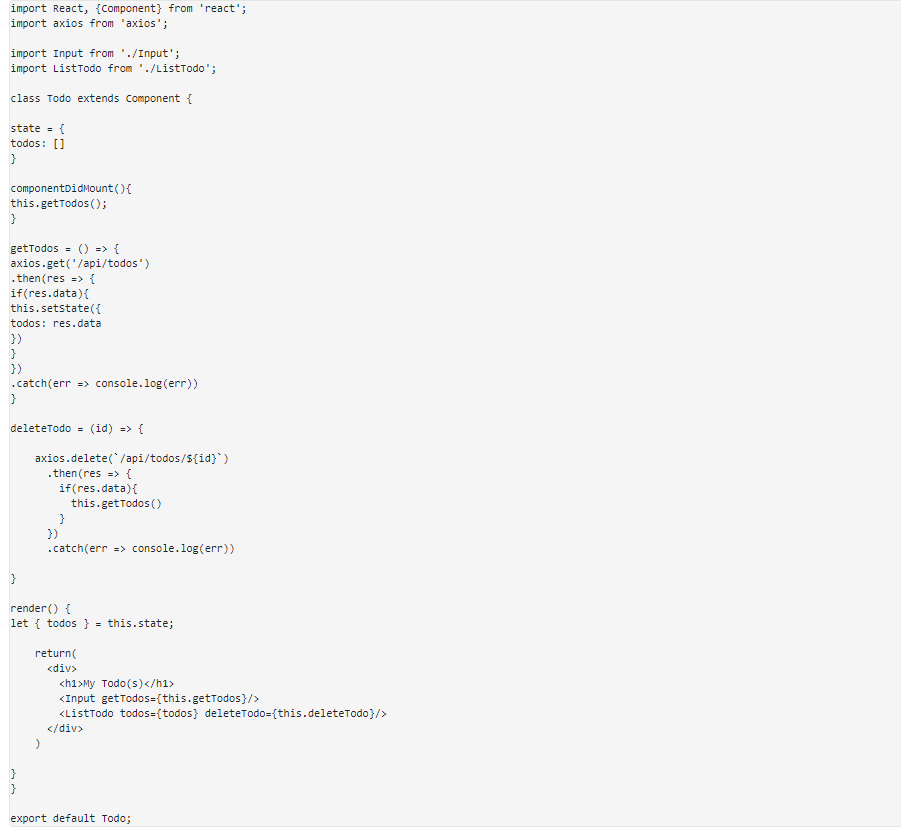 import React, {Component} from 'react';
import axios from 'axios';

import Input from './Input';
import ListTodo from './ListTodo';

class Todo extends Component {

state = {
todos: []
}

componentDidMount(){
this.getTodos();
}

getTodos = () => {
axios.get('/api/todos')
.then(res => {
if(res.data){
this.setState({
todos: res.data
})
}
})
.catch(err => console.log(err))
}

deleteTodo = (id) => {

    axios.delete(`/api/todos/${id}`)
      .then(res => {
        if(res.data){
          this.getTodos()
        }
      })
      .catch(err => console.log(err))

}

render() {
let { todos } = this.state;

    return(
      <div>
        <h1>My Todo(s)</h1>
        <Input getTodos={this.getTodos}/>
        <ListTodo todos={todos} deleteTodo={this.deleteTodo}/>
      </div>
    )

}
}

export default Todo;